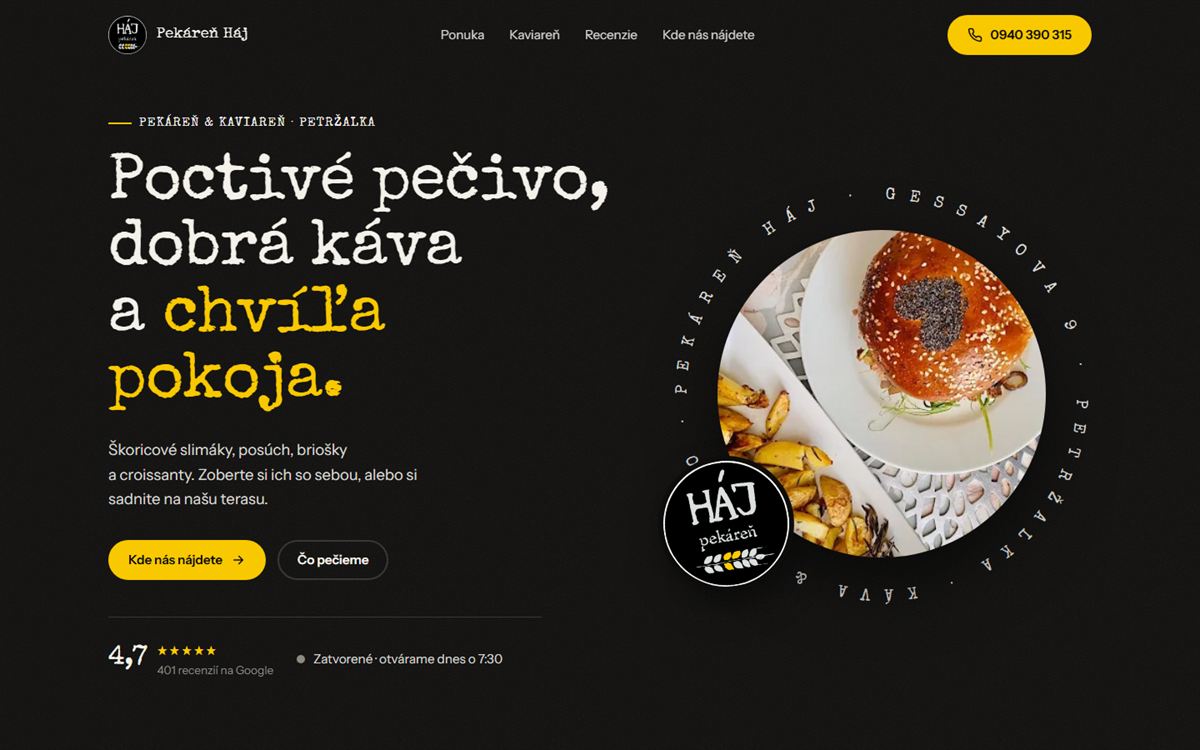 HÁJ
pekáreň
Pekáreň Háj
Ponuka
Kaviareň
Recenzie
Kde nás nájdete
0940 390 315
PEKÁREŇ & KAVIAREŇ · PETRŽALKA
Poctivé pečivo,
dobrá káva
a chvíľa
pokoja.
Škoricové slimáky, posúch, briošky
a croissanty. Zoberte si ich so sebou, alebo si
sadnite na našu terasu.
Kde nás nájdete →
Čo pečieme
4,7 ★★★★★
401 recenzií na Google
Zatvorené · otvárame dnes o 7:30
· PEKÁREŇ HÁJ · GESSAYOVA 9 · PETRŽALKA · KÁVA &
HÁJ
pekáreň